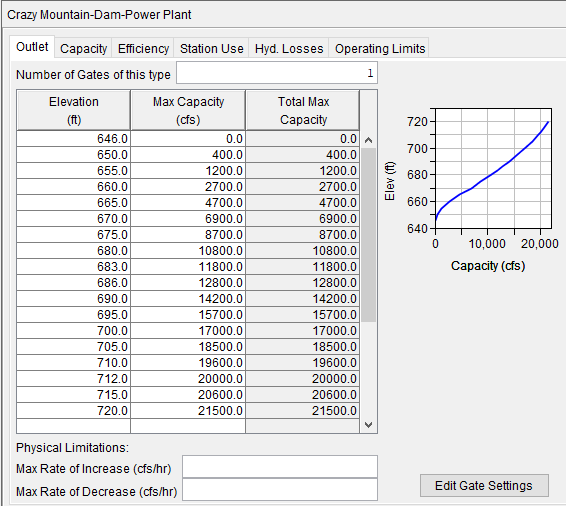 Crazy Mountain-Dam-Power Plant
Outlet Capacity Efficiency Station Use Hyd. Losses Operating Limits
Number of Gates of this type 1
Elevation (ft) Max Capacity (cfs) Total Max Capacity
646.0 0.0 0.0
650.0 400.0 400.0
655.0 1200.0 1200.0
660.0 2700.0 2700.0
665.0 4700.0 4700.0
670.0 6900.0 6900.0
675.0 8700.0 8700.0
680.0 10800.0 10800.0
683.0 11800.0 11800.0
686.0 12800.0 12800.0
690.0 14200.0 14200.0
695.0 15700.0 15700.0
700.0 17000.0 17000.0
705.0 18500.0 18500.0
710.0 19600.0 19600.0
712.0 20000.0 20000.0
715.0 20600.0 20600.0
720.0 21500.0 21500.0
Elev (ft)
720
700
680
660
640
0 10,000 20,000
Capacity (cfs)
Physical Limitations:
Max Rate of Increase (cfs/hr)
Max Rate of Decrease (cfs/hr)
Edit Gate Settings